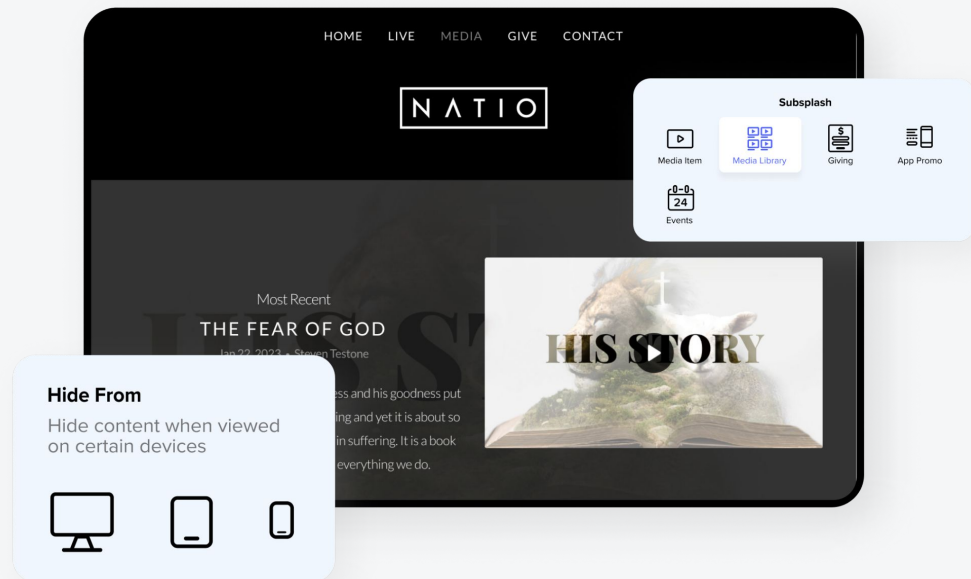 HOME LIVE MEDIA GIVE CONTACT
NATIO
Subsplash
Media Item Media Library Giving App Promo
24
Events
Most Recent
THE FEAR OF GOD
Jan 22, 2023 • Steven Testone
ess and his goodness put
ing and yet it is about so
in suffering. It is a book
everything we do.
HIS STORY
HIS ST
Hide From
Hide content when viewed
on certain devices